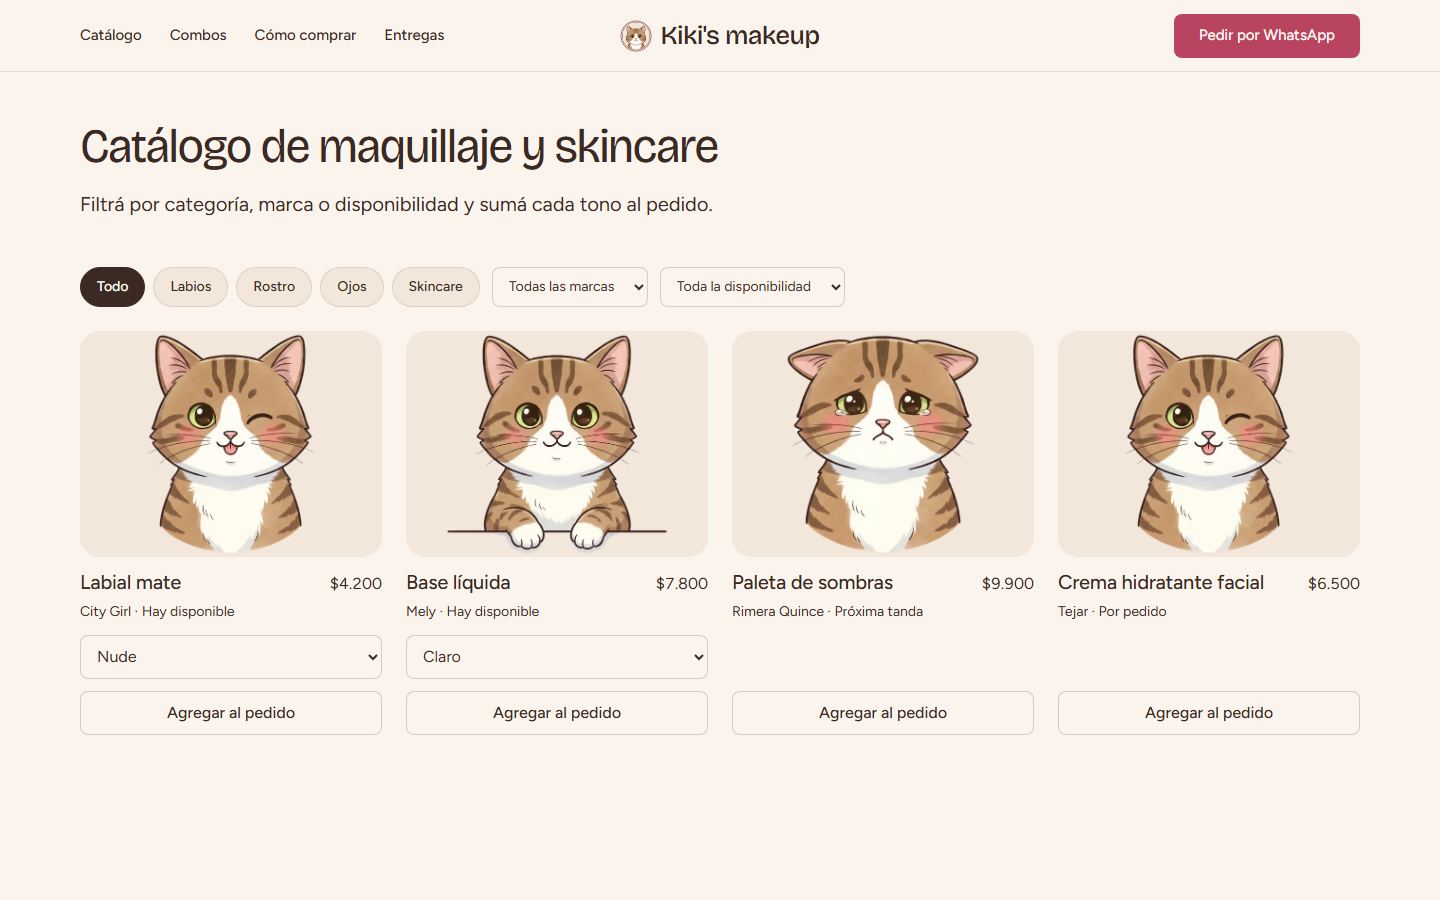 Catálogo
Combos
Cómo comprar
Entregas
Kiki's makeup
Pedir por WhatsApp
Catálogo de maquillaje y skincare
Filtrá por categoría, marca o disponibilidad y sumá cada tono al pedido.
Todo
Labios
Rostro
Ojos
Skincare
Todas las marcas
Toda la disponibilidad
Labial mate
$4.200
City Girl · Hay disponible
Nude
Agregar al pedido
Base líquida
$7.800
Mely · Hay disponible
Claro
Agregar al pedido
Paleta de sombras
$9.900
Rimera Quince · Próxima tanda
Agregar al pedido
Crema hidratante facial
$6.500
Tejar · Por pedido
Agregar al pedido